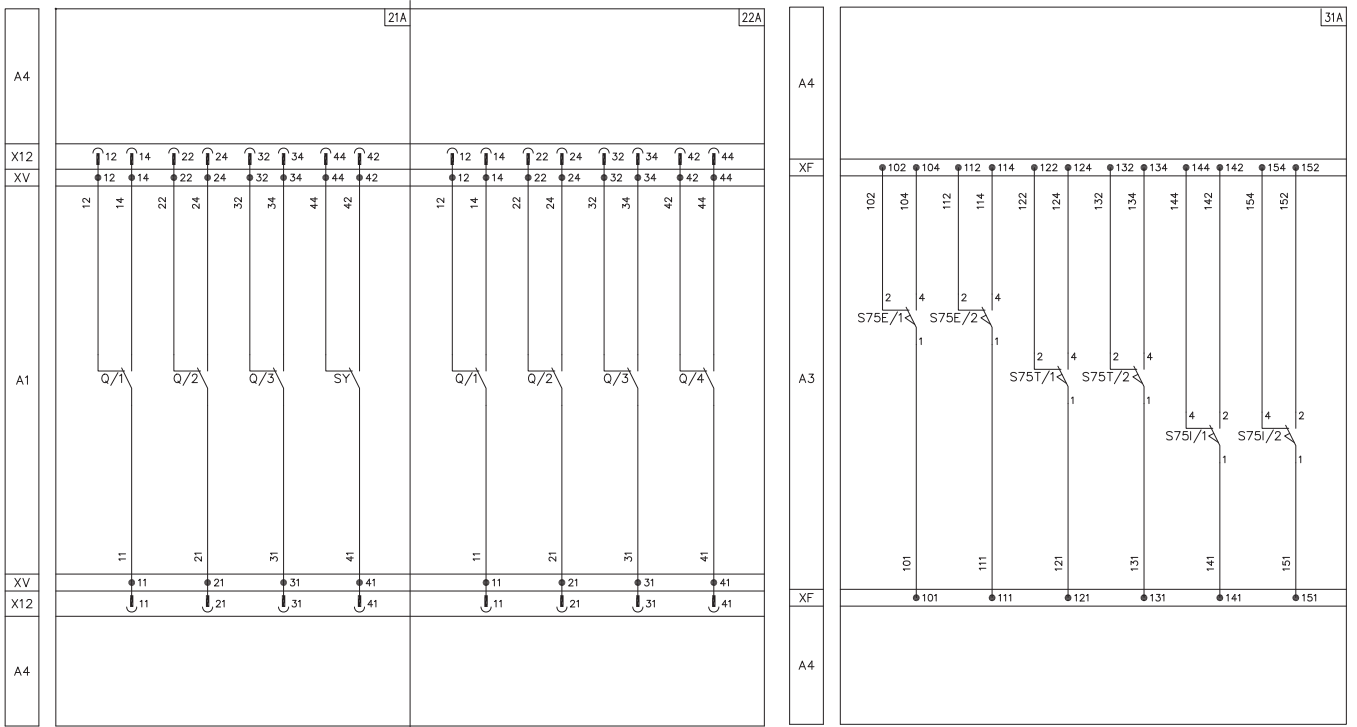 21A 22A 31A
A4 A4
X12 12 14 22 24 32 34 44 42 12 14 22 24 32 34 42 44
XV 12 14 22 24 32 34 44 42 12 14 22 24 32 34 42 44
XF 102 104 112 114 122 124 132 134 144 142 154 152
12 14 22 24 32 34 44 42 12 14 22 24 32 34 42 44
102 104 112 114 122 124 132 134 144 142 154 152
2 4 2 4
S75E/1 S75E/2
1 1
2 4 2 4
A1 Q/1 Q/2 Q/3 SY Q/1 Q/2 Q/3 Q/4
A3 S75T/1 S75T/2
1 1
4 2 4 2
S75I/1 S75I/2
1 1
11 21 31 41 11 21 31 41
101 111 121 131 141 151
XV 11 21 31 41 11 21 31 41
X12 11 21 31 41 11 21 31 41
XF 101 111 121 131 141 151
A4 A4